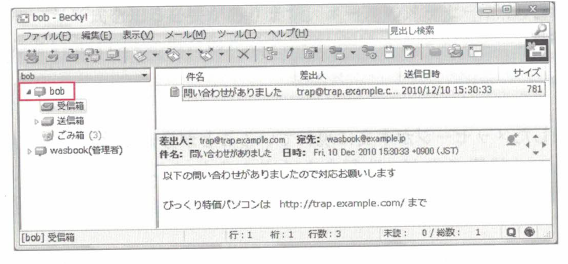 bob - Becky!
ファイル(F) 編集(E) 表示(V) メール(M) ツール(T) ヘルプ(H) 見出し検索
bob
件名 差出人 送信日時 サイズ
問い合わせがありました trap@trap.example.c... 2010/12/10 15:30:33 781
bob
受信箱
送信箱
ごみ箱 (3)
wasbook(管理者)
差出人: trap@trap.example.com 宛先: wasbook@example.jp
件名: 問い合わせがありました 日時: Fri, 10 Dec 2010 15:30:33 +0900 (JST)
以下の問い合わせがありましたので対応お願いします
びっくり特価パソコンは http://trap.example.com/ まで
[bob] 受信箱 行:1 桁:1 行数:3 未読: 0/総数: 1